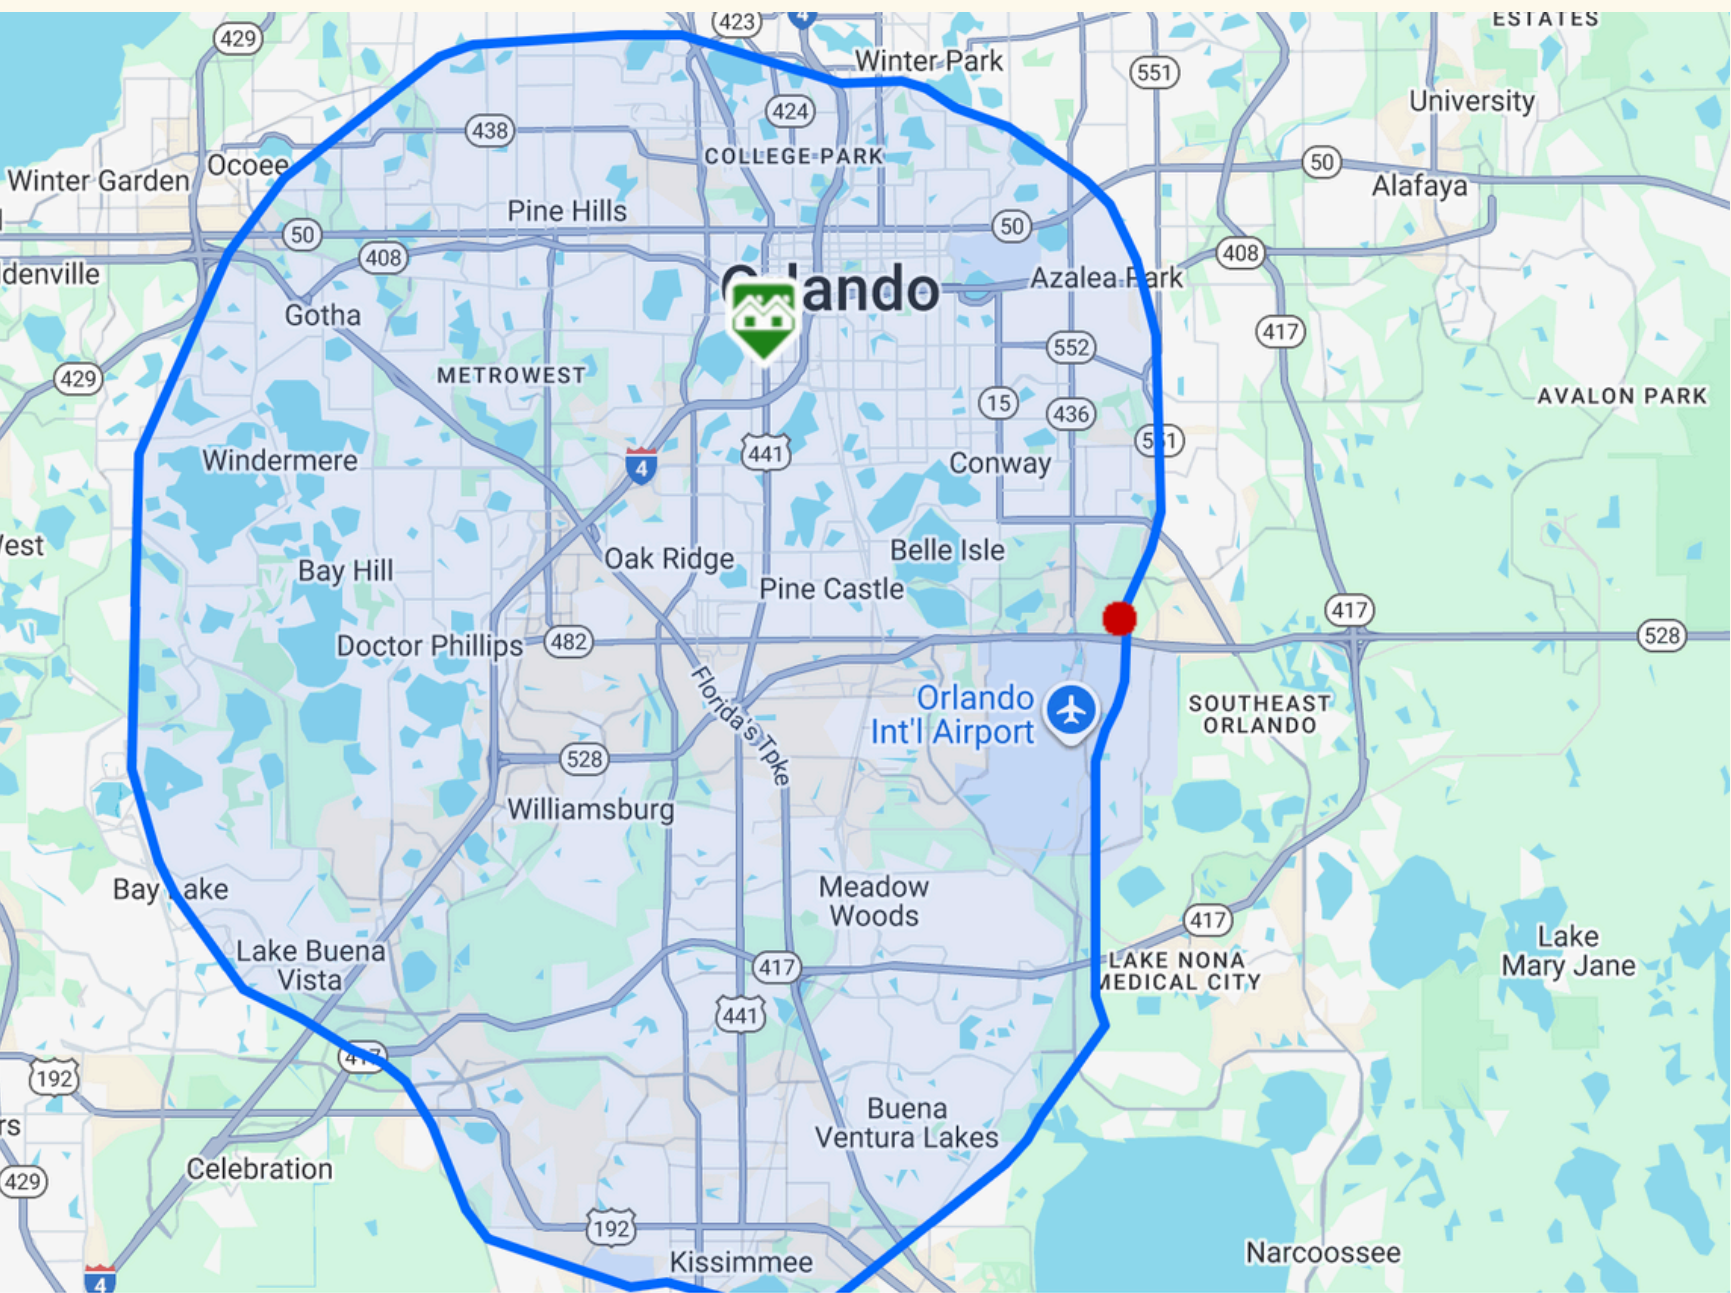 ESTATES
423
4
429
Winter Park
551
University
424
438
COLLEGE PARK
Ocoee
50
Winter Garden
Alafaya
Pine Hills
50
50
408
408
Azalea Park
Orlando
Gotha
417
552
METROWEST
429
AVALON PARK
15
436
441
551
Windermere
4
Conway
Belle Isle
Oak Ridge
Bay Hill
Pine Castle
417
Doctor Phillips
482
528
Florida's Tpke
Orlando
Int'l Airport
SOUTHEAST
ORLANDO
528
Williamsburg
Bay Lake
Meadow
Woods
417
Lake Buena
Vista
Lake
Mary Jane
417
LAKE NONA
MEDICAL CITY
441
417
192
Buena
Ventura Lakes
Celebration
429
192
Kissimmee
Narcoossee
4